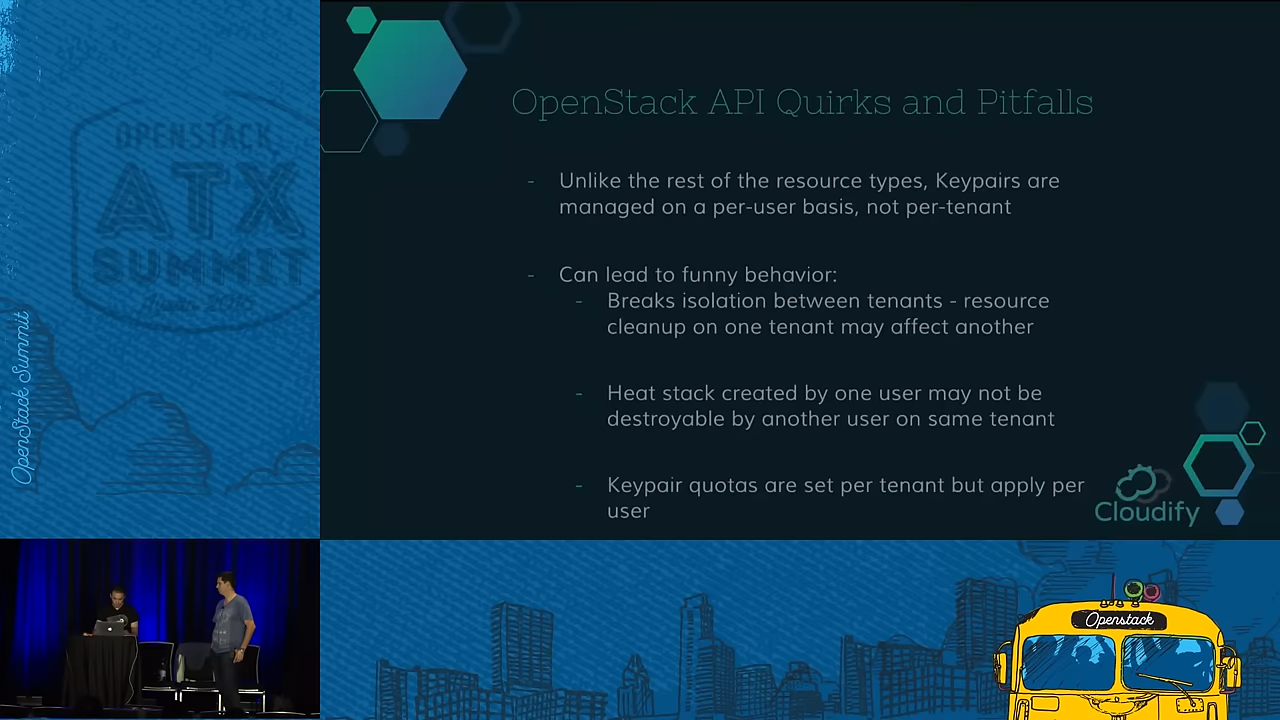 OpenStack API Quirks and Pitfalls
- Unlike the rest of the resource types, Keypairs are
managed on a per-user basis, not per-tenant
- Can lead to funny behavior:
- Breaks isolation between tenants - resource
cleanup on one tenant may affect another
- Heat stack created by one user may not be
destroyable by another user on same tenant
- Keypair quotas are set per tenant but apply per
user
Cloudify
OPENSTACK
ATX
SUMMIT
OpenStack Summit
Openstack